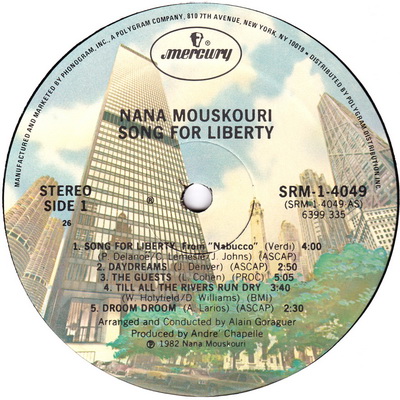 MANUFACTURED AND MARKETED BY PHONOGRAM, INC., A POLYGRAM COMPANY, 810 7TH AVENUE, NEW YORK, N.Y. 10019 • DISTRIBUTED BY POLYGRAM DISTRIBUTION, INC.
mercury
NANA MOUSKOURI
SONG FOR LIBERTY
STEREO
SIDE 1
26
℗
SRM-1-4049
(SRM-1-4049-AS)
6399 335
1. SONG FOR LIBERTY, From "Nabucco" (Verdi) 4:00
(P. Delanoe/C. Lemesle/J. Johns) (ASCAP)
2. DAYDREAMS (J. Denver) (ASCAP) 2:50
3. THE GUESTS (L. Cohen) (PROC) 5:05
4. TILL ALL THE RIVERS RUN DRY 3:40
(W. Holyfield/D. Williams) (BMI)
5. DROOM DROOM (A. Larios) (ASCAP) 2:30
Arranged and Conducted by Alain Goraguer
Produced by Andre' Chapelle
℗ 1982 Nana Mouskouri